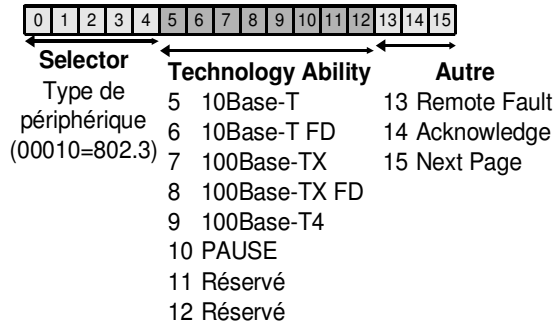 0 1 2 3 4 5 6 7 8 9 10 11 12 13 14 15
Selector
Type de
périphérique
(00010=802.3)
Technology Ability
5 10Base-T
6 10Base-T FD
7 100Base-TX
8 100Base-TX FD
9 100Base-T4
10 PAUSE
11 Réservé
12 Réservé
Autre
13 Remote Fault
14 Acknowledge
15 Next Page